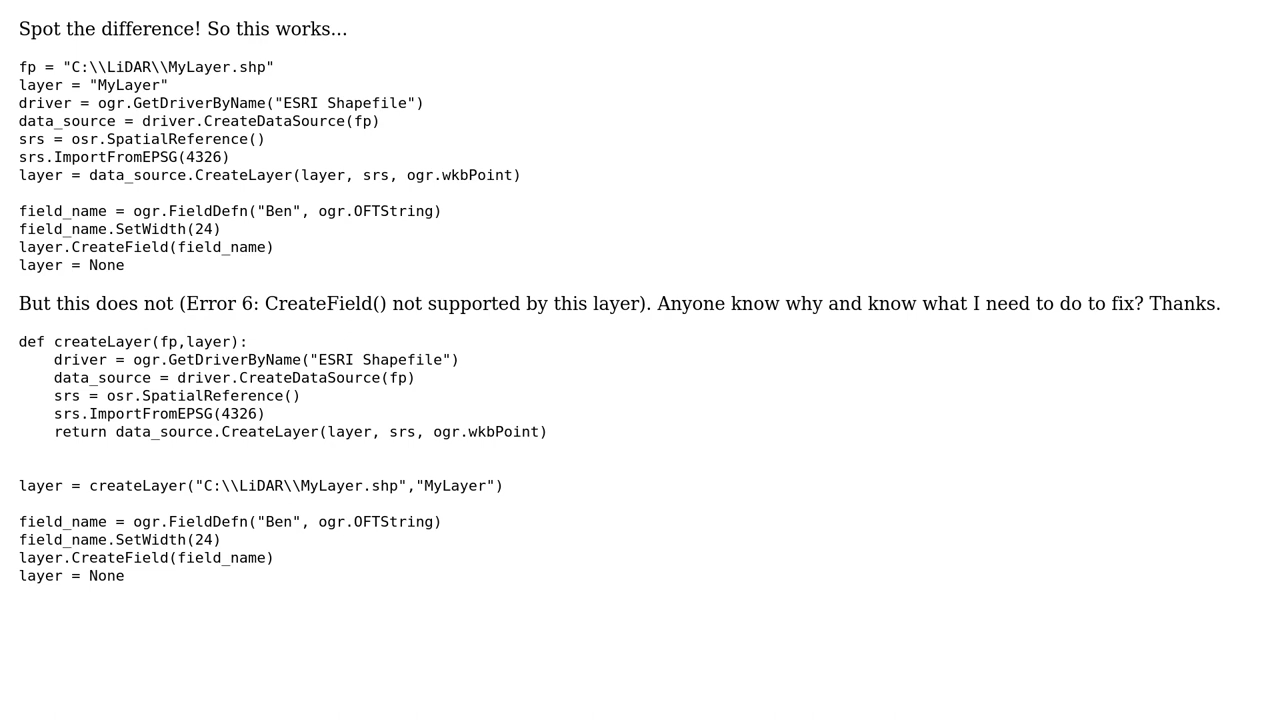 Spot the difference! So this works...
fp = "C:\\LiDAR\\MyLayer.shp"
layer = "MyLayer"
driver = ogr.GetDriverByName("ESRI Shapefile")
data_source = driver.CreateDataSource(fp)
srs = osr.SpatialReference()
srs.ImportFromEPSG(4326)
layer = data_source.CreateLayer(layer, srs, ogr.wkbPoint)
field_name = ogr.FieldDefn("Ben", ogr.OFTString)
field_name.SetWidth(24)
layer.CreateField(field_name)
layer = None
But this does not (Error 6: CreateField() not supported by this layer). Anyone know why and know what I need to do to fix? Thanks.
def createLayer(fp,layer):
    driver = ogr.GetDriverByName("ESRI Shapefile")
    data_source = driver.CreateDataSource(fp)
    srs = osr.SpatialReference()
    srs.ImportFromEPSG(4326)
    return data_source.CreateLayer(layer, srs, ogr.wkbPoint)
layer = createLayer("C:\\LiDAR\\MyLayer.shp","MyLayer")
field_name = ogr.FieldDefn("Ben", ogr.OFTString)
field_name.SetWidth(24)
layer.CreateField(field_name)
layer = None